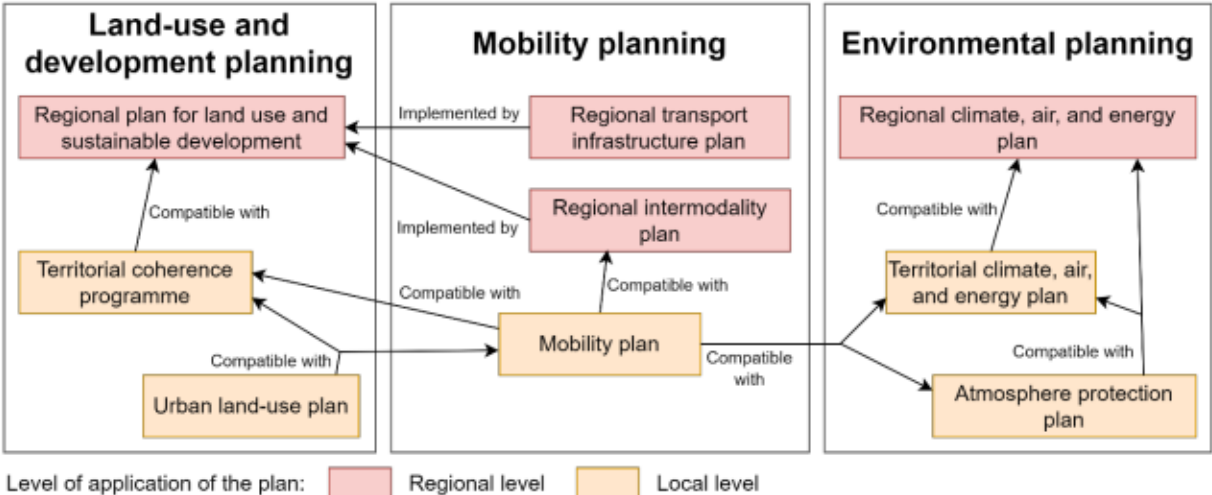 Land-use and
development planning
Mobility planning
Environmental planning
Regional plan for land use and
sustainable development
Implemented by
Regional transport
infrastructure plan
Regional climate, air, and energy
plan
Compatible with
Implemented by
Regional intermodality
plan
Compatible with
Territorial coherence
programme
Compatible with
Compatible with
Territorial climate, air,
and energy plan
Compatible with
Mobility plan
Compatible
with
Compatible with
Urban land-use plan
Atmosphere protection
plan
Level of application of the plan:
Regional level
Local level